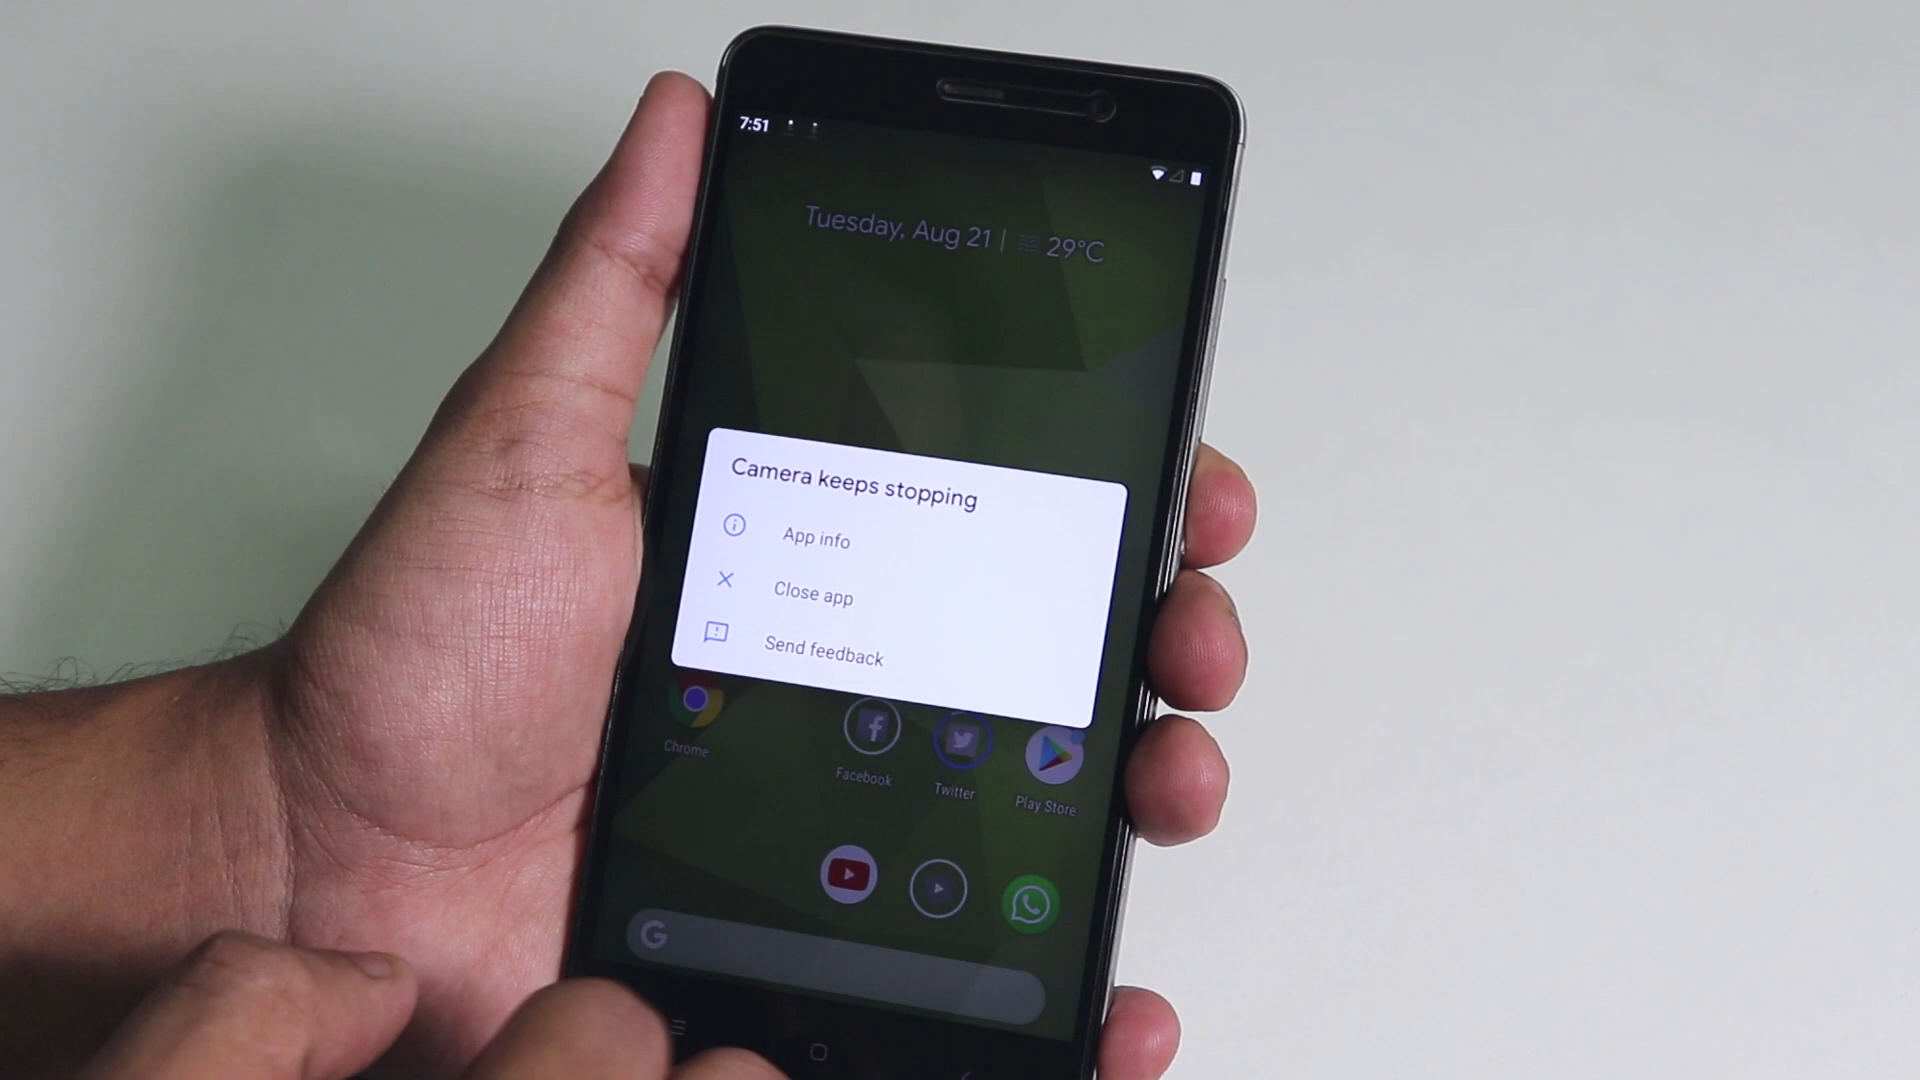 7:51
Tuesday, Aug 21 | 29°C
Camera keeps stopping
App info
Close app
Send feedback
Chrome
Facebook
Twitter
Play Store
G